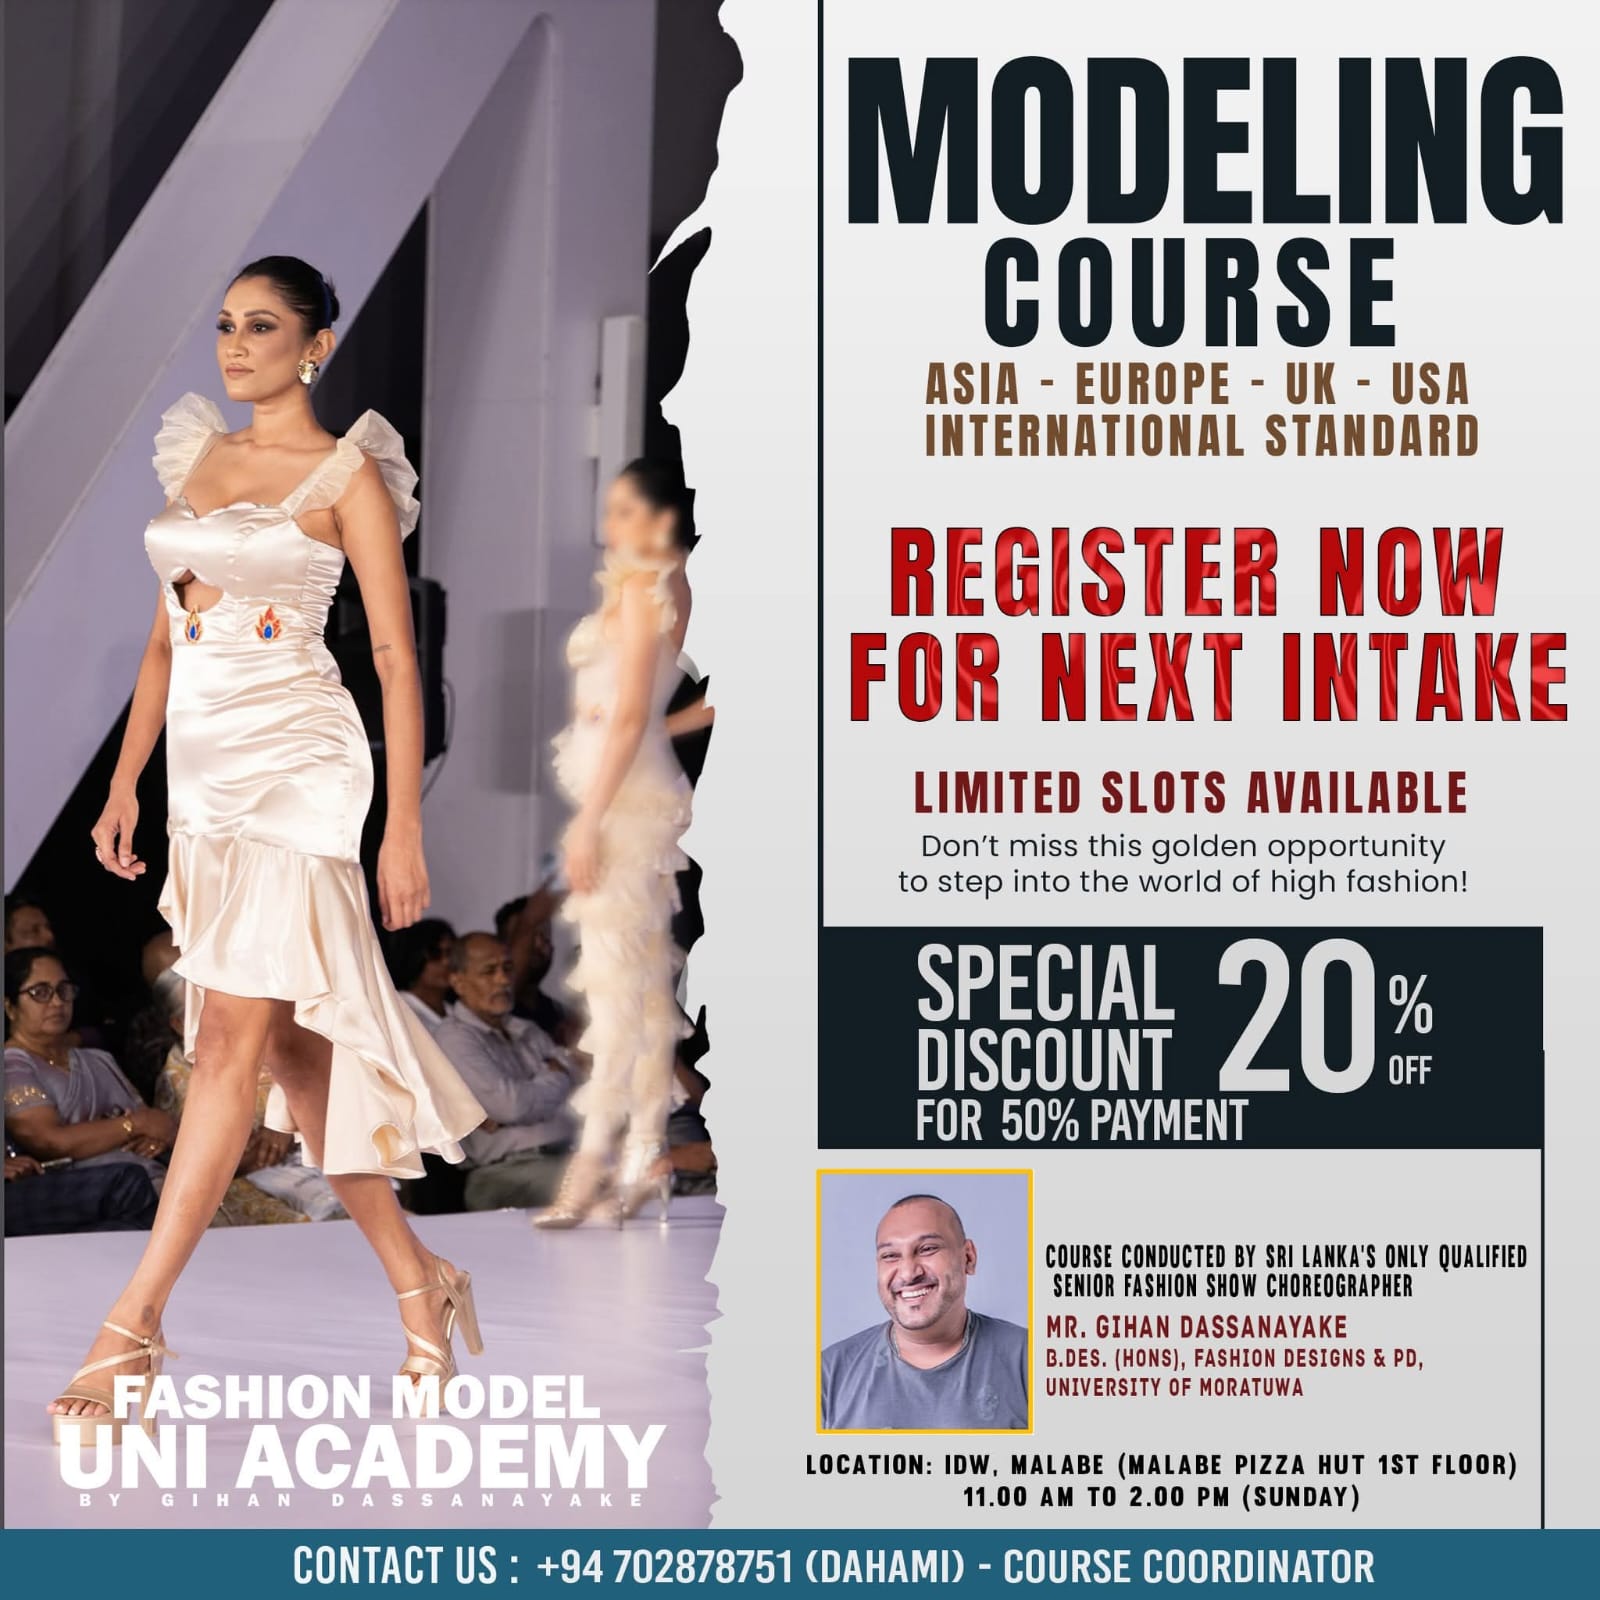 MODELING
COURSE
ASIA - EUROPE - UK - USA
INTERNATIONAL STANDARD
REGISTER NOW
FOR NEXT INTAKE
LIMITED SLOTS AVAILABLE
Don't miss this golden opportunity
to step into the world of high fashion!
SPECIAL
DISCOUNT
20% OFF
FOR 50% PAYMENT
COURSE CONDUCTED BY SRI LANKA'S ONLY QUALIFIED
SENIOR FASHION SHOW CHOREOGRAPHER
MR. GIHAN DASSANAYAKE
B.DES. (HONS), FASHION DESIGNS & PD,
UNIVERSITY OF MORATUWA
FASHION MODEL
UNI ACADEMY
BY GIHAN DASSANAYAKE
LOCATION: IDW, MALABE (MALABE PIZZA HUT 1ST FLOOR)
11.00 AM TO 2.00 PM (SUNDAY)
CONTACT US : +94 702878751 (DAHAMI) - COURSE COORDINATOR